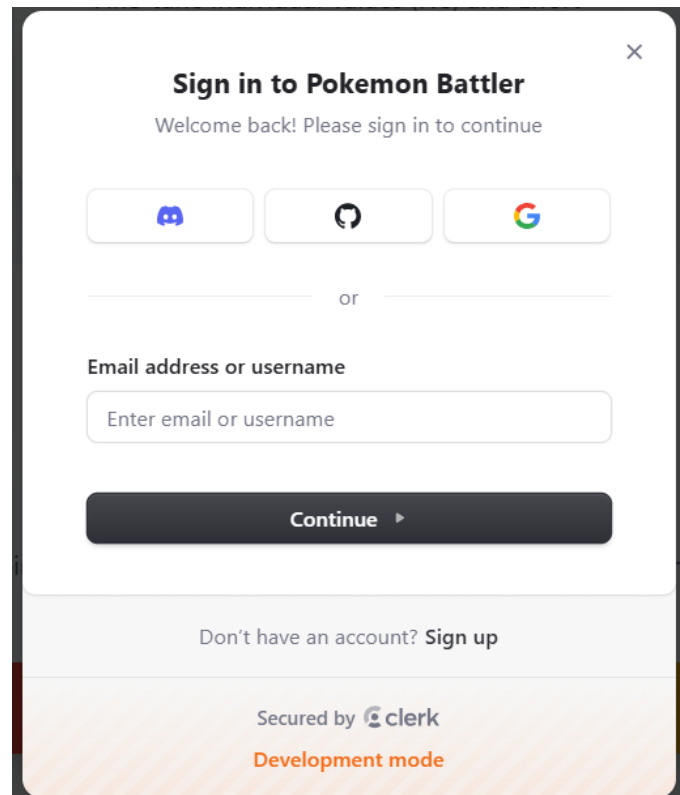 Sign in to Pokemon Battler
Welcome back! Please sign in to continue
or
Email address or username
Enter email or username
Continue
Don't have an account? Sign up
Secured by clerk
Development mode